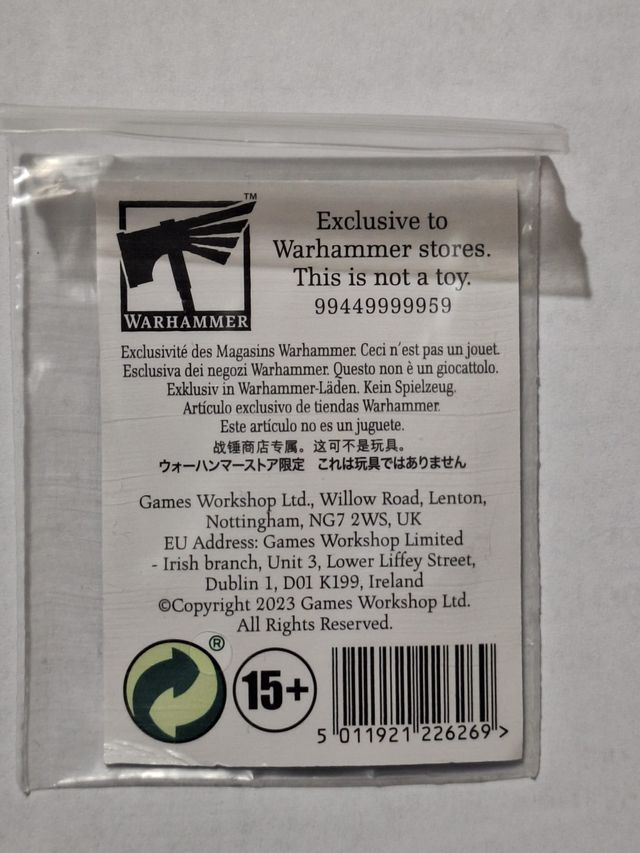 Exclusive to
Warhammer stores.
This is not a toy.
99449999959
™
WARHAMMER
Exclusivité des Magasins Warhammer. Ceci n'est pas un jouet.
Esclusiva dei negozi Warhammer. Questo non è un giocattolo.
Exklusiv in Warhammer-Läden. Kein Spielzeug.
Artículo exclusivo de tiendas Warhammer.
Este artículo no es un juguete.
战锤商店专属。这可不是玩具。
ウォーハンマーストア限定 これは玩具ではありません
Games Workshop Ltd., Willow Road, Lenton,
Nottingham, NG7 2WS, UK
EU Address: Games Workshop Limited
- Irish branch, Unit 3, Lower Liffey Street,
Dublin 1, D01 K199, Ireland
©Copyright 2023 Games Workshop Ltd.
All Rights Reserved.
®
15+
5 011921 226269 >